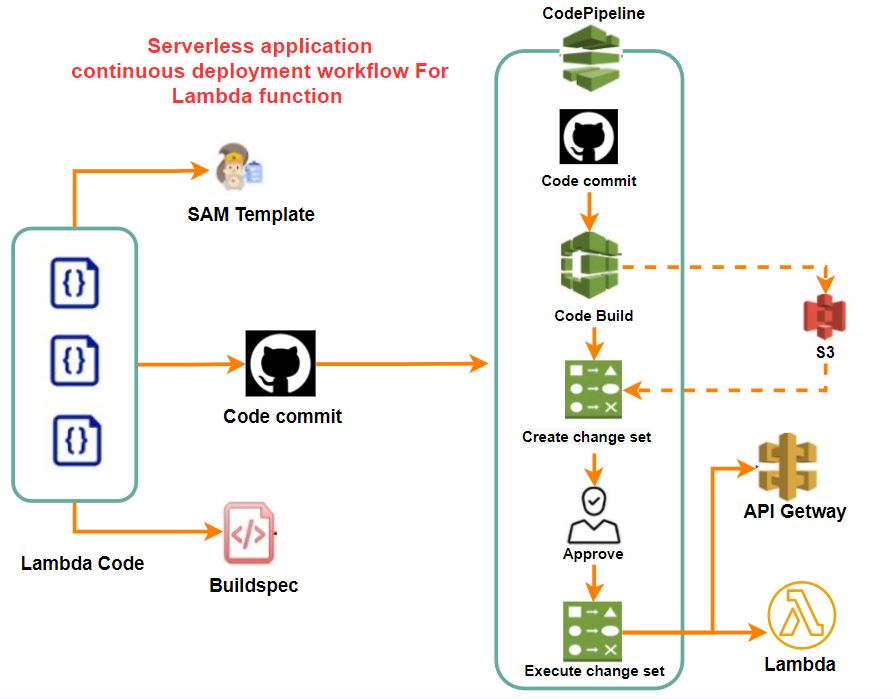 CodePipeline
Serverless application
continuous deployment workflow For
Lambda function
Code commit
SAM Template
Code Build
S3
Code commit
Create change set
API Getway
Approve
Lambda Code
Buildspec
Execute change set
Lambda